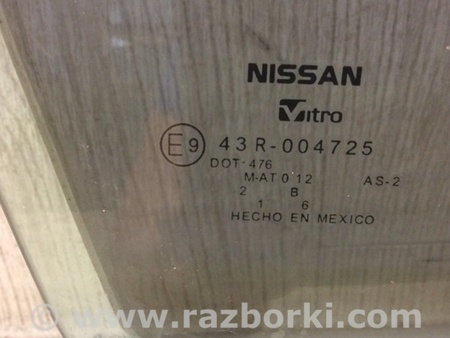 NISSAN
Vitro
E9 43R-004725
DOT-476
M-AT 0 12 AS-2
2 B
1 6
HECHO EN MEXICO
www.razborki.com